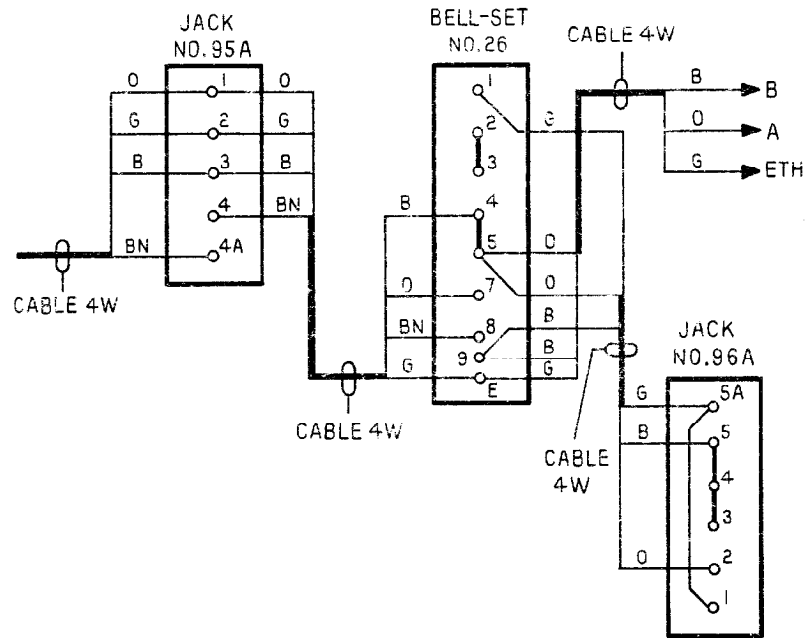 JACK
NO.95A
BELL-SET
NO.26
CABLE 4W
O 1 O
G 2 G
B 3 B
4 BN
BN 4A
CABLE 4W
1
G
2
3
B 4
5 O
O 7 O
BN 8 B
9 B
G E G
CABLE 4W
B B
O A
G ETH
CABLE
4W
JACK
NO.96A
G 5A
B 5
4
3
O 2
1